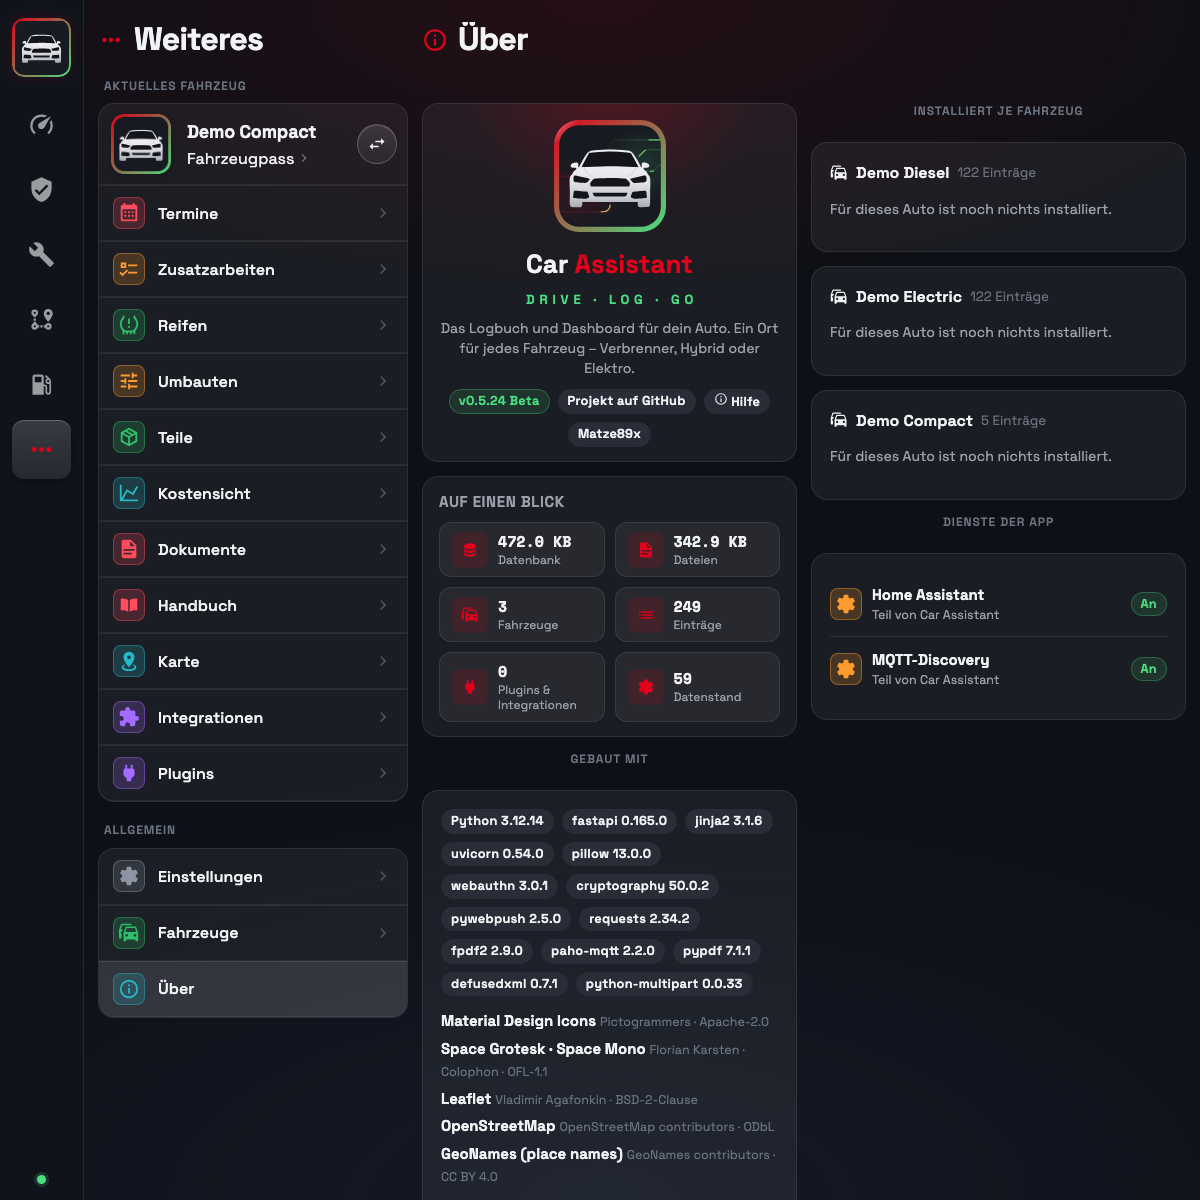 Weiteres
AKTUELLES FAHRZEUG
Demo Compact
Fahrzeugpass
Termine
Zusatzarbeiten
Reifen
Umbauten
Teile
Kostensicht
Dokumente
Handbuch
Karte
Integrationen
Plugins
ALLGEMEIN
Einstellungen
Fahrzeuge
Über
Über
Car Assistant
DRIVE · LOG · GO
Das Logbuch und Dashboard für dein Auto. Ein Ort
für jedes Fahrzeug – Verbrenner, Hybrid oder
Elektro.
v0.5.24 Beta Projekt auf GitHub Hilfe
Matze89x
AUF EINEN BLICK
472.0 KB
Datenbank
342.9 KB
Dateien
3
Fahrzeuge
249
Einträge
0
Plugins &
Integrationen
59
Datenstand
GEBAUT MIT
Python 3.12.14 fastapi 0.165.0 jinja2 3.1.6
uvicorn 0.54.0 pillow 13.0.0
webauthn 3.0.1 cryptography 50.0.2
pywebpush 2.5.0 requests 2.34.2
fpdf2 2.9.0 paho-mqtt 2.2.0 pypdf 7.1.1
defusedxml 0.7.1 python-multipart 0.0.33
Material Design Icons Pictogrammers · Apache-2.0
Space Grotesk · Space Mono Florian Karsten ·
Colophon · OFL-1.1
Leaflet Vladimir Agafonkin · BSD-2-Clause
OpenStreetMap OpenStreetMap contributors · ODbL
GeoNames (place names) GeoNames contributors ·
CC BY 4.0
INSTALLIERT JE FAHRZEUG
Demo Diesel 122 Einträge
Für dieses Auto ist noch nichts installiert.
Demo Electric 122 Einträge
Für dieses Auto ist noch nichts installiert.
Demo Compact 5 Einträge
Für dieses Auto ist noch nichts installiert.
DIENSTE DER APP
Home Assistant
Teil von Car Assistant
An
MQTT-Discovery
Teil von Car Assistant
An